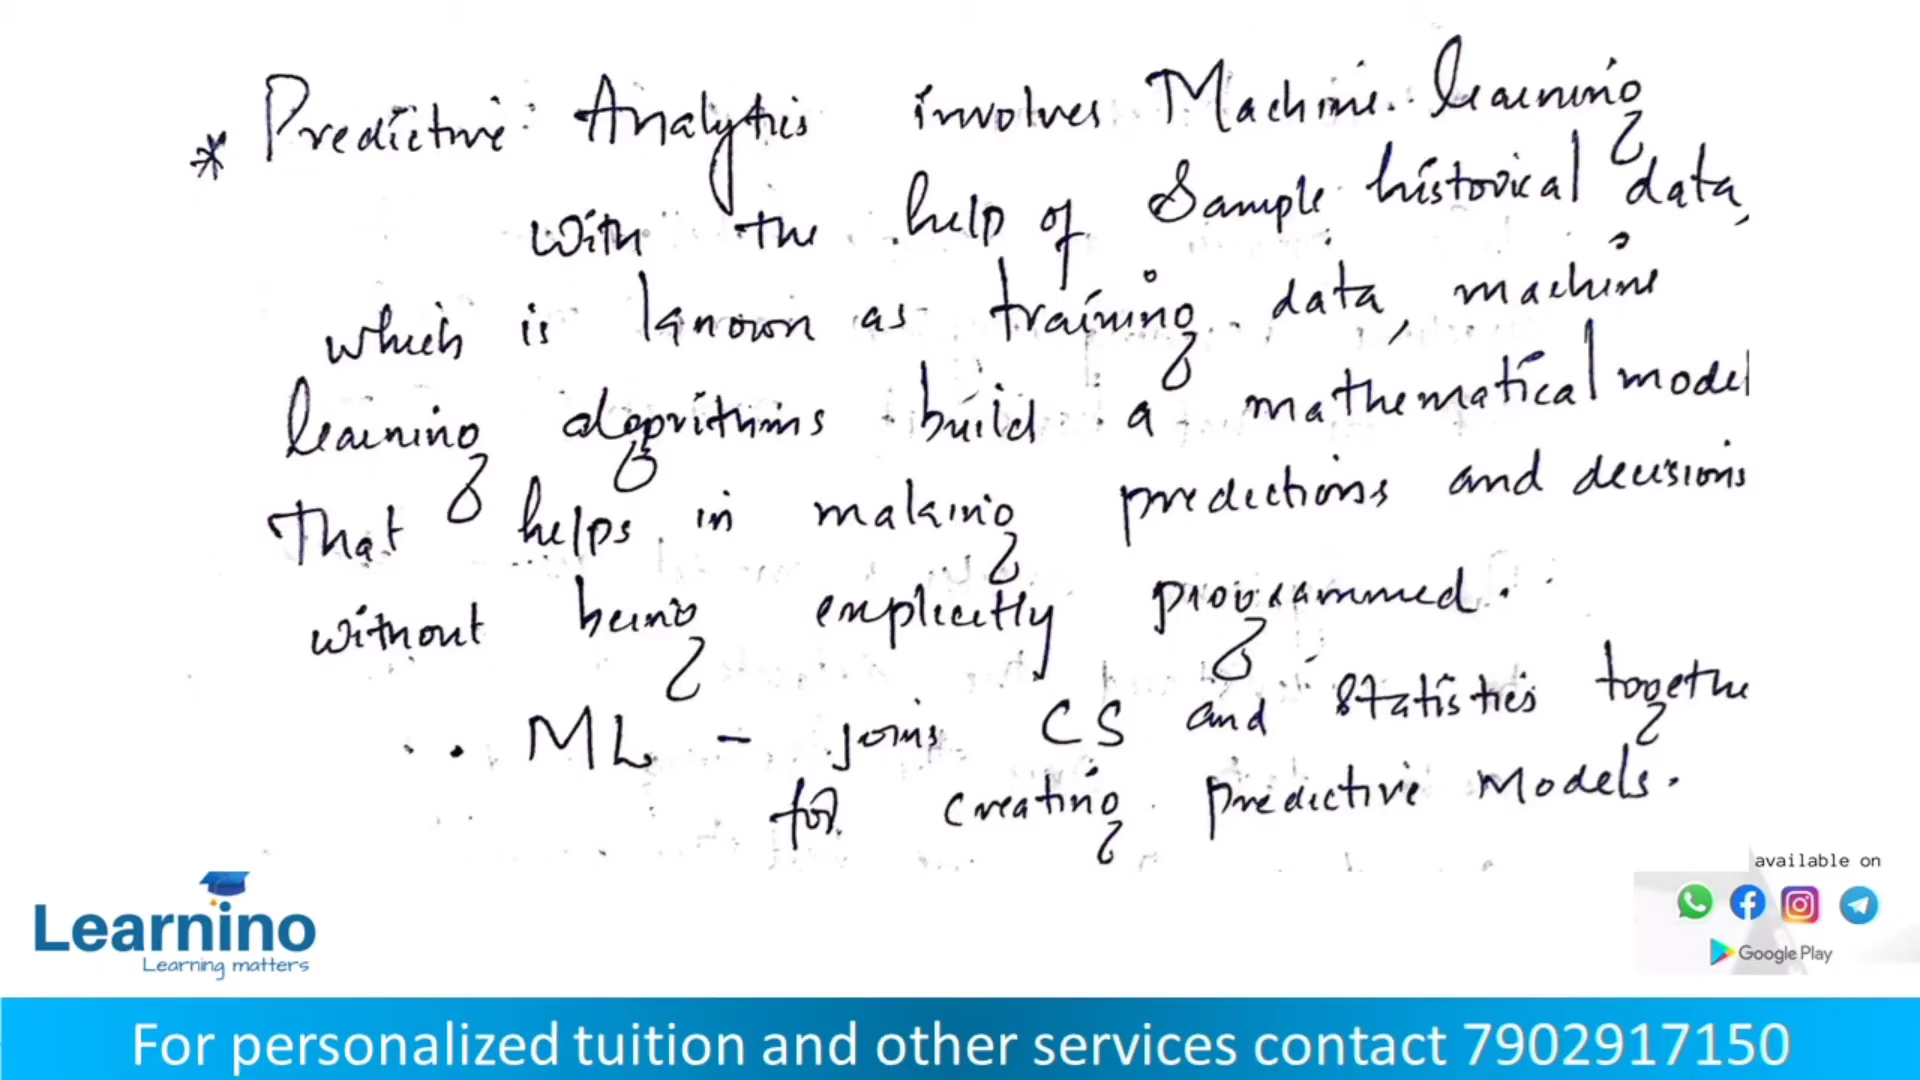 * Predictive Analytics involves Machine learning
with the help of Sample historical data,
which is known as training data, machine
learning algorithms build a mathematical model
That helps in making predictions and decisions
without being explicitly programmed.
. ML - joins CS and statistics togethe
for creating predictive Models.
available on
Learnino
Learning matters
Google Play
For personalized tuition and other services contact 7902917150